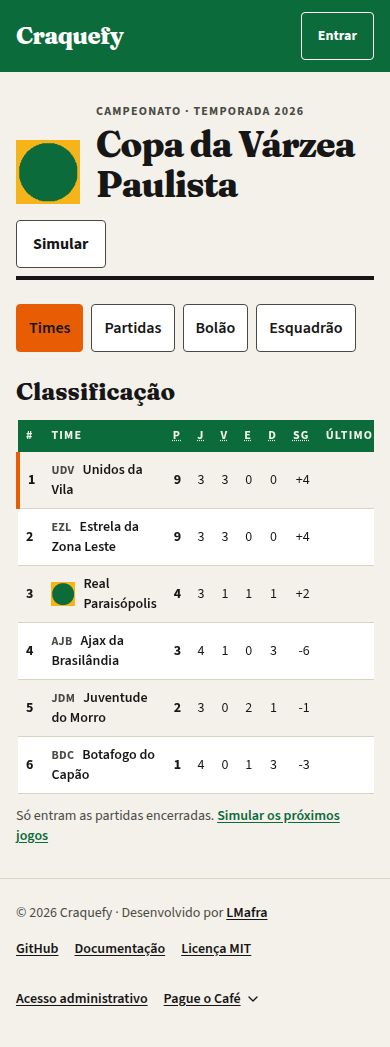 Craquefy
Entrar
CAMPEONATO · TEMPORADA 2026
Copa da Várzea
Paulista
Simular
Times Partidas Bolão Esquadrão
Classificação
# TIME P J V E D SG ÚLTIMO
1 UDV Unidos da Vila 9 3 3 0 0 +4
2 EZL Estrela da Zona Leste 9 3 3 0 0 +4
3 Real Paraisópolis 4 3 1 1 1 +2
4 AJB Ajax da Brasilândia 3 4 1 0 3 -6
5 JDM Juventude do Morro 2 3 0 2 1 -1
6 BDC Botafogo do Capão 1 4 0 1 3 -3
Só entram as partidas encerradas. Simular os próximos
jogos
© 2026 Craquefy · Desenvolvido por LMafra
GitHub Documentação Licença MIT
Acesso administrativo Pague o Café